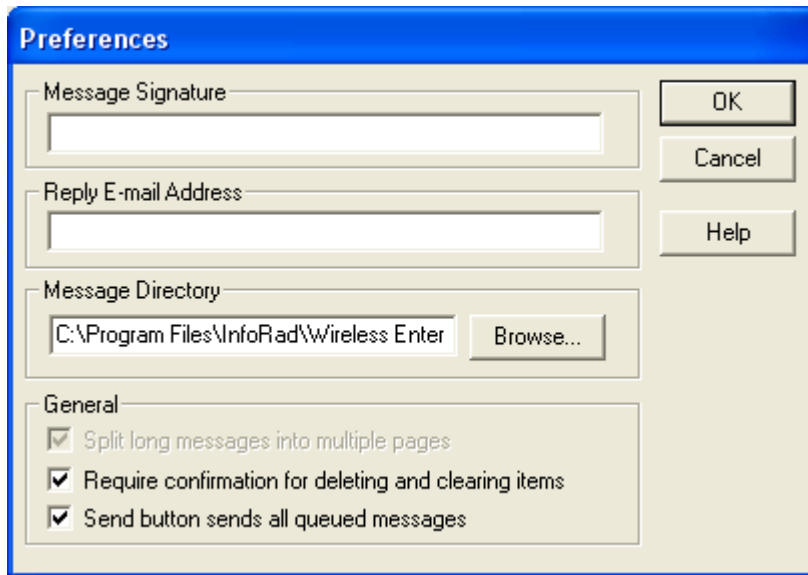 Preferences
Message Signature
OK
Cancel
Reply E-mail Address
Help
Message Directory
C:\Program Files\InfoRad\Wireless Enter
Browse...
General
Split long messages into multiple pages
Require confirmation for deleting and clearing items
Send button sends all queued messages